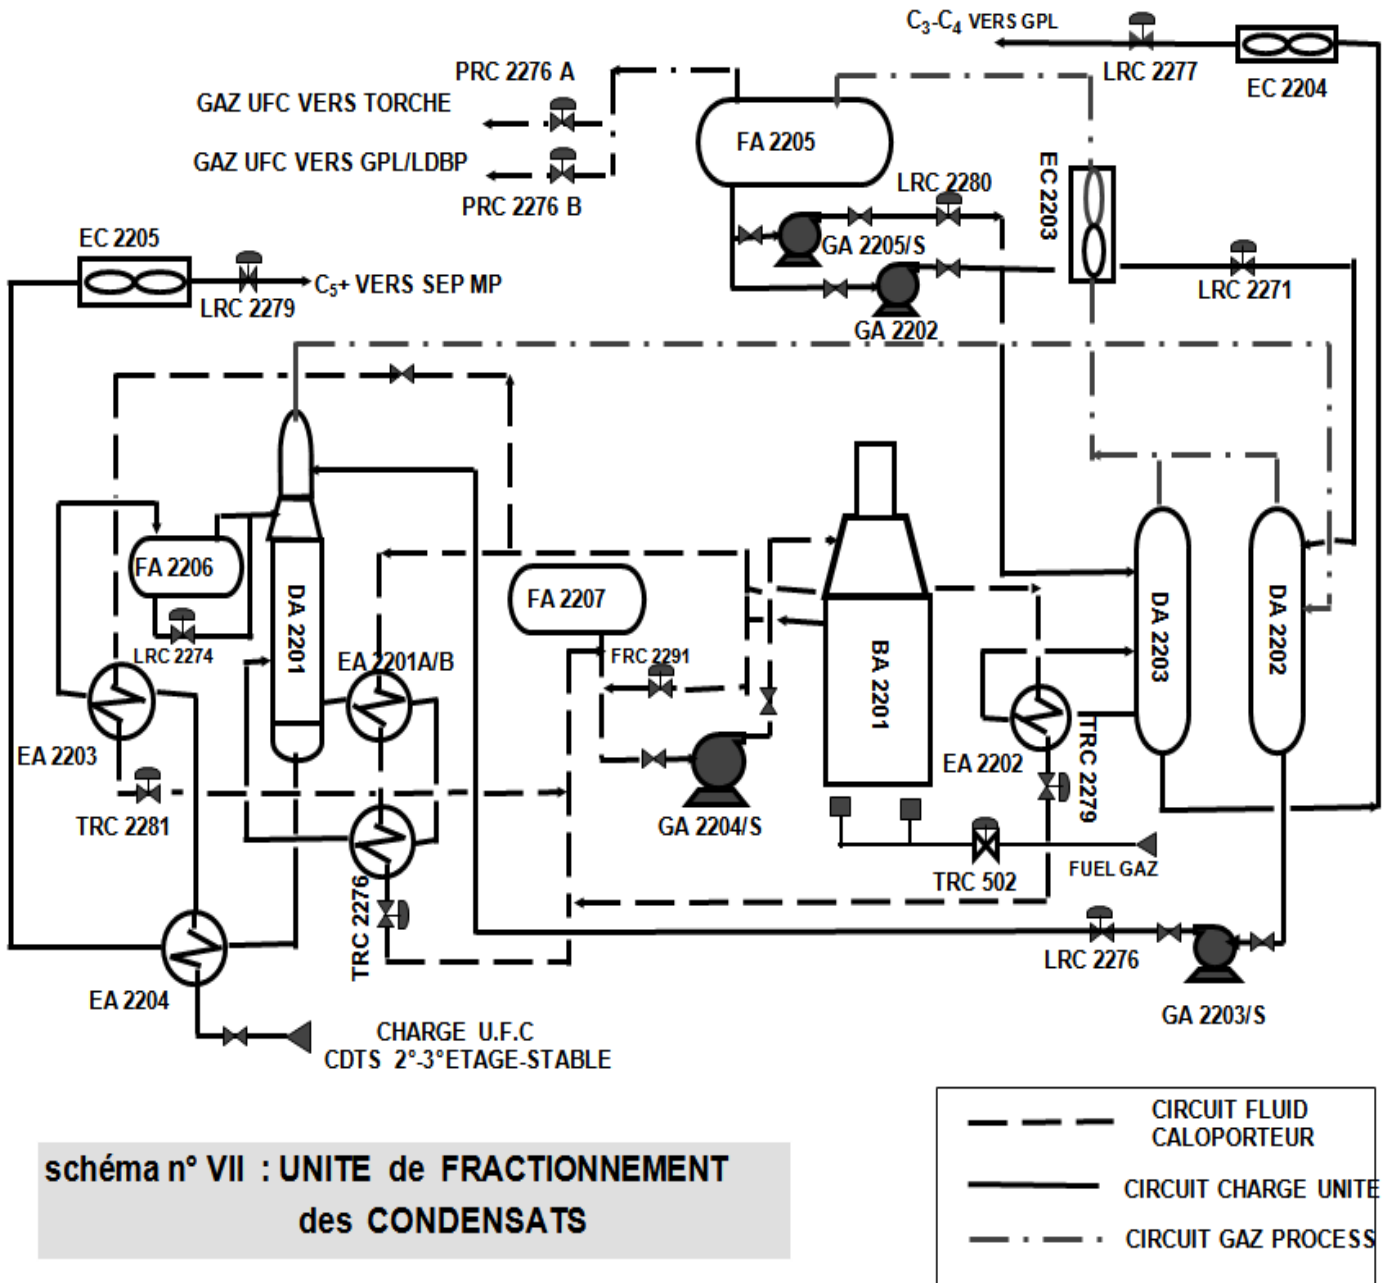 C3-C4 VERS GPL
LRC 2277
EC 2204
PRC 2276 A
GAZ UFC VERS TORCHE
GAZ UFC VERS GPL/LDBP
PRC 2276 B
FA 2205
LRC 2280
EC 2203
GA 2205/S
GA 2202
LRC 2271
EC 2205
LRC 2279
C5+ VERS SEP MP
FA 2206
LRC 2274
DA 2201
EA 2201A/B
FA 2207
FRC 2291
BA 2201
DA 2203
DA 2202
EA 2203
TRC 2281
GA 2204/S
EA 2202
TRC 2279
TRC 502
FUEL GAZ
TRC 2276
EA 2204
LRC 2276
GA 2203/S
CHARGE U.F.C
CDTS 2°-3°ETAGE-STABLE
schéma n° VII : UNITE de FRACTIONNEMENT
des CONDENSATS
CIRCUIT FLUID
CALOPORTEUR
CIRCUIT CHARGE UNITE
CIRCUIT GAZ PROCESS